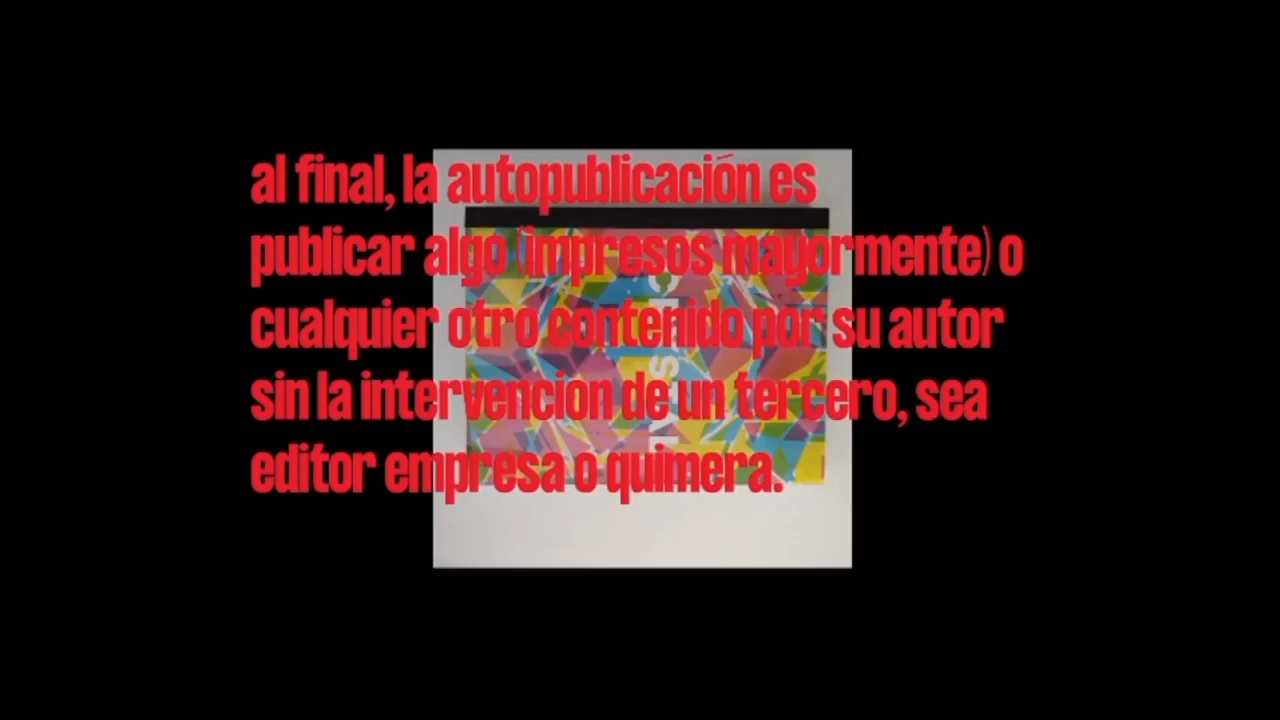 al final, la autopublicación es
publicar algo (impresos mayormente) o
cualquier otro contenido por su autor
sin la intervencion de un tercero, sea
editor empresa o quimera.